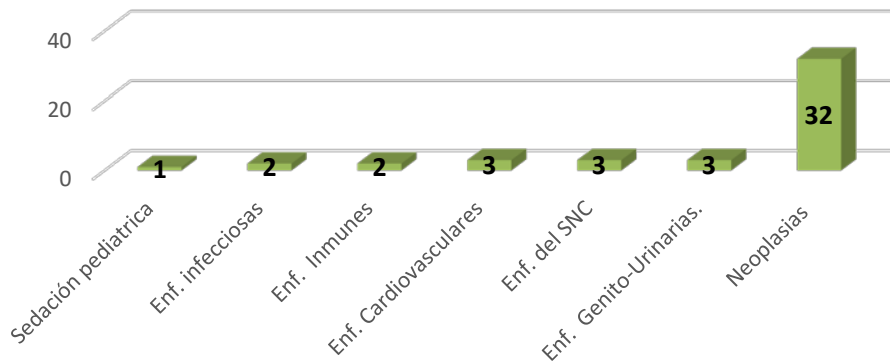 40
20
0
1
2
2
3
3
3
32
Sedación pediatrica
Enf. infecciosas
Enf.  Inmunes
Enf. Cardiovasculares
Enf. del SNC
Enf.  Genito-Urinarias.
Neoplasias